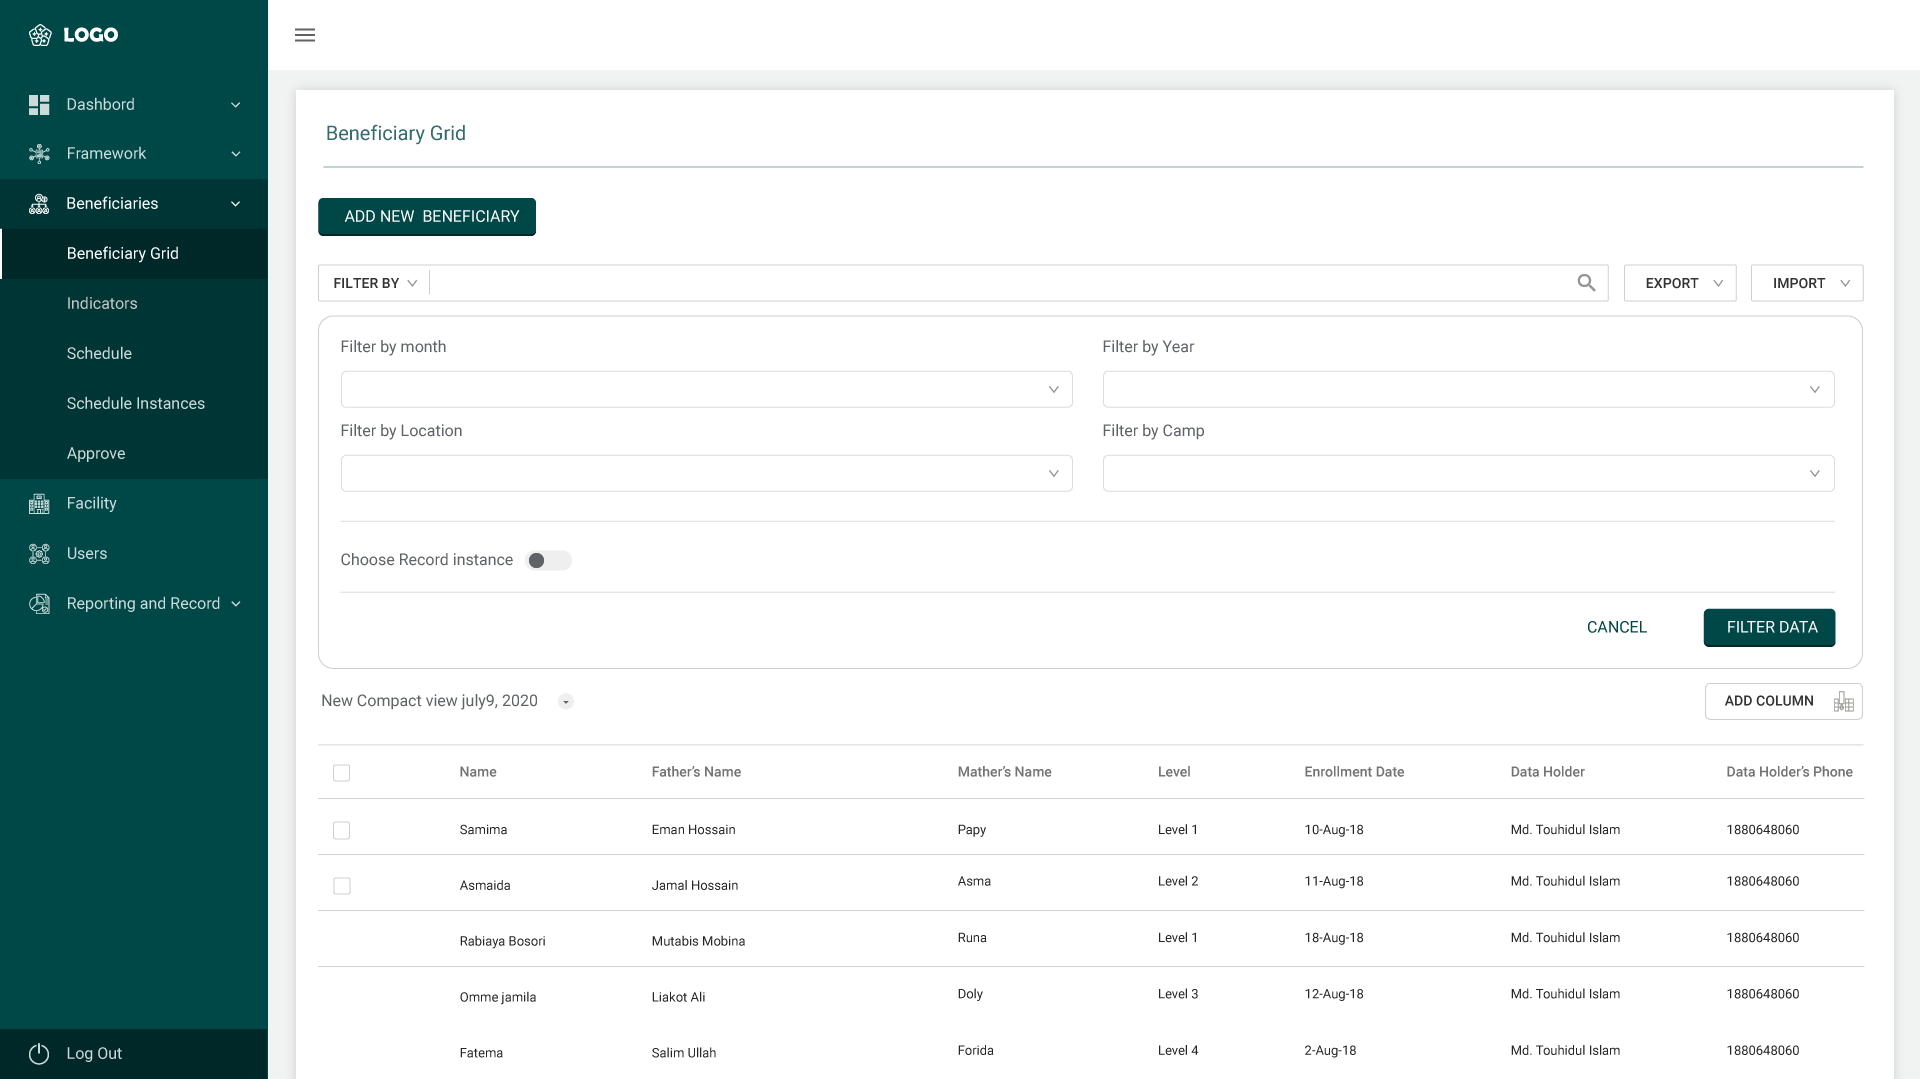 LOGO
Dashbord
Framework
Beneficiaries
Beneficiary Grid
Indicators
Schedule
Schedule Instances
Approve
Facility
Users
Reporting and Record
Log Out
Beneficiary Grid
ADD NEW BENEFICIARY
FILTER BY
EXPORT
IMPORT
Filter by month
Filter by Year
Filter by Location
Filter by Camp
Choose Record instance
CANCEL
FILTER DATA
New Compact view july9, 2020
ADD COLUMN
Name Father's Name Mather's Name Level Enrollment Date Data Holder Data Holder's Phone
Samima Eman Hossain Papy Level 1 10-Aug-18 Md. Touhidul Islam 1880648060
Asmaida Jamal Hossain Asma Level 2 11-Aug-18 Md. Touhidul Islam 1880648060
Rabiaya Bosori Mutabis Mobina Runa Level 1 18-Aug-18 Md. Touhidul Islam 1880648060
Omme jamila Liakot Ali Doly Level 3 12-Aug-18 Md. Touhidul Islam 1880648060
Fatema Salim Ullah Forida Level 4 2-Aug-18 Md. Touhidul Islam 1880648060